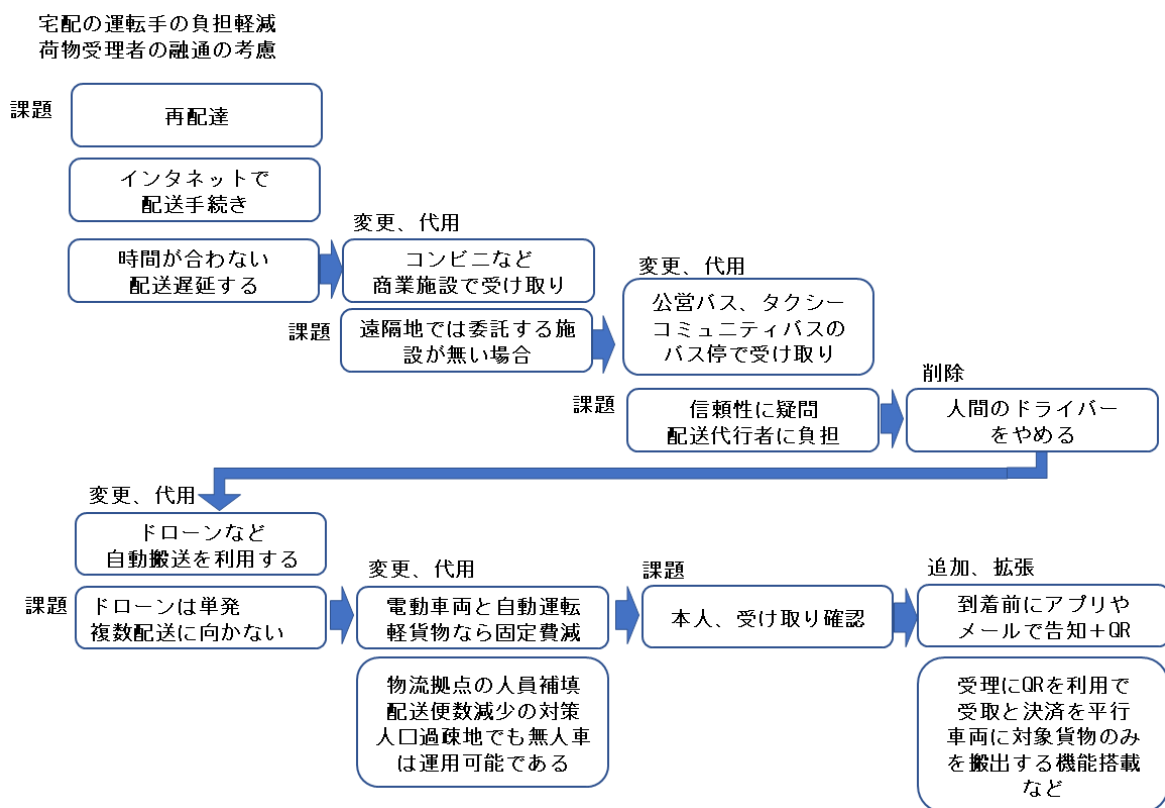 宅配の運転手の負担軽減
荷物受理者の融通の考慮
課題
再配達
インタネットで
配送手続き
時間が合わない
配送遅延する
変更、代用
コンビニなど
商業施設で受け取り
課題
遠隔地では委託する施
設が無い場合
変更、代用
公営バス、タクシー
コミュニティバスの
バス停で受け取り
課題
信頼性に疑問
配送代行者に負担
削除
人間のドライバー
をやめる
変更、代用
ドローンなど
自動搬送を利用する
課題
ドローンは単発
複数配送に向かない
変更、代用
電動車両と自動運転
軽貨物なら固定費減
物流拠点の人員補填
配送便数減少の対策
人口過疎地でも無人車
は運用可能である
課題
本人、受け取り確認
追加、拡張
到着前にアプリや
メールで告知+QR
受理にQRを利用で
受取と決済を平行
車両に対象貨物のみ
を搬出する機能搭載
など